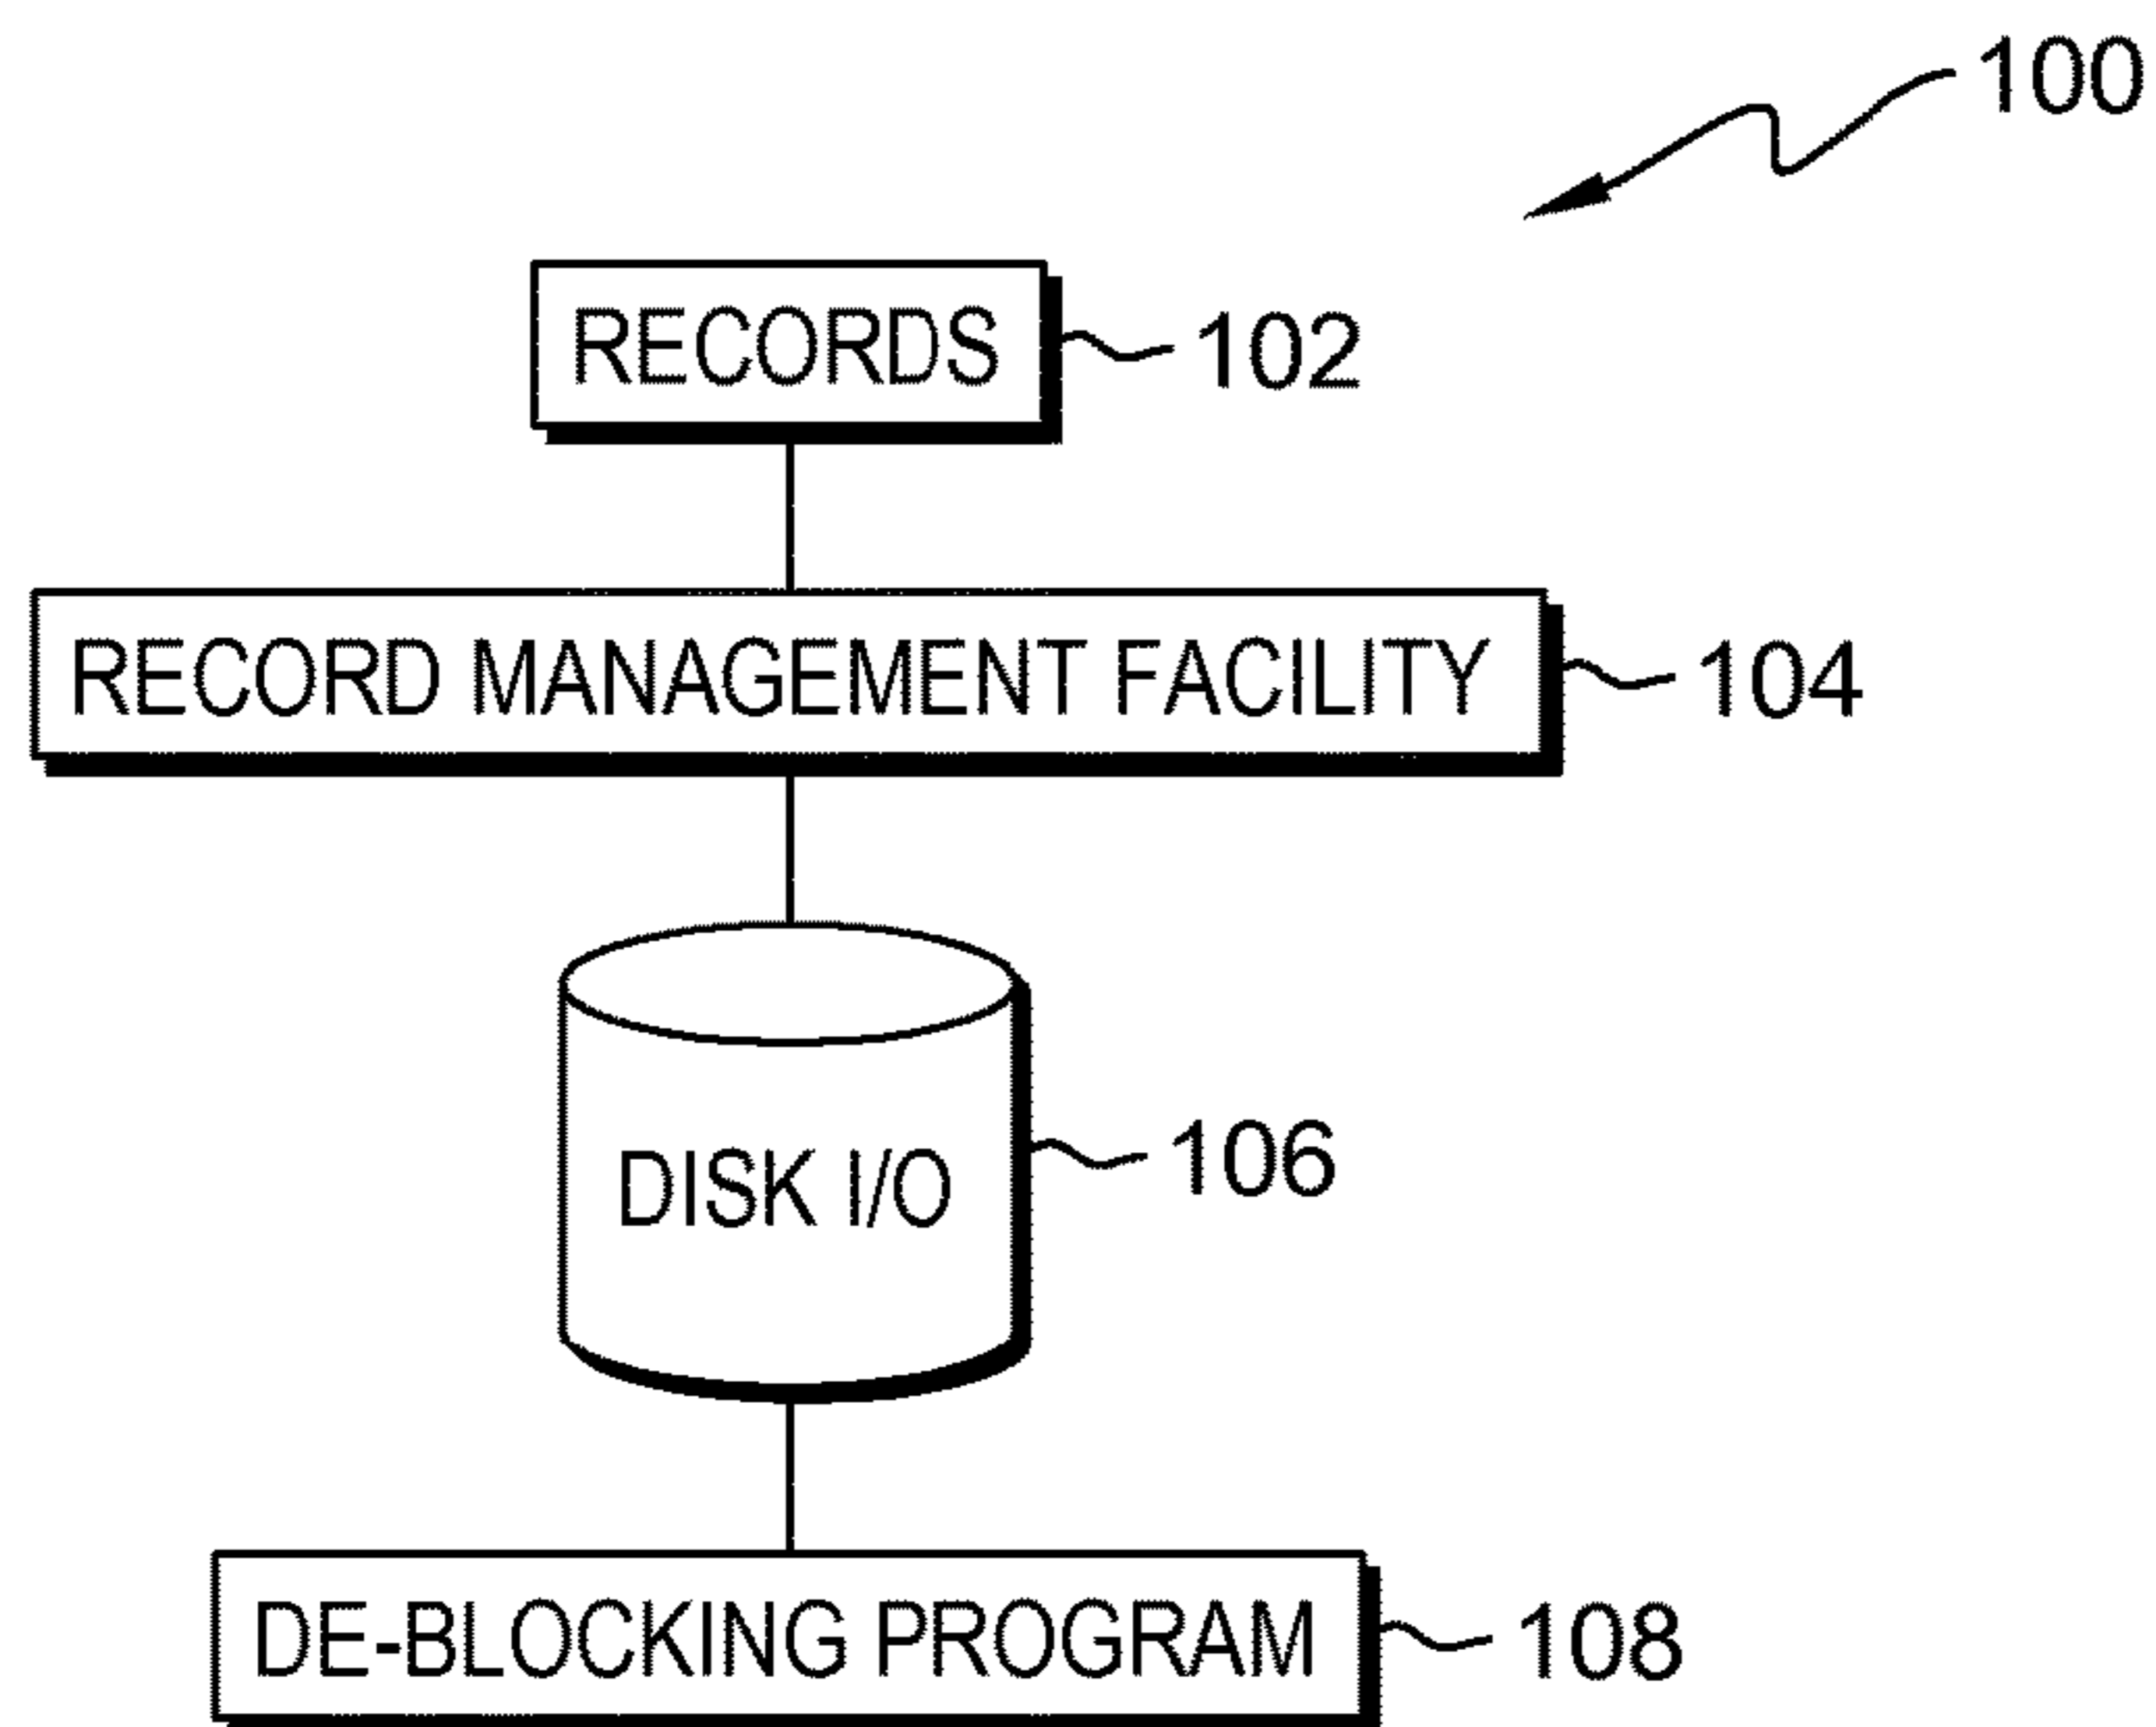 100
RECORDS 102
RECORD MANAGEMENT FACILITY 104
DISK I/O 106
DE-BLOCKING PROGRAM 108